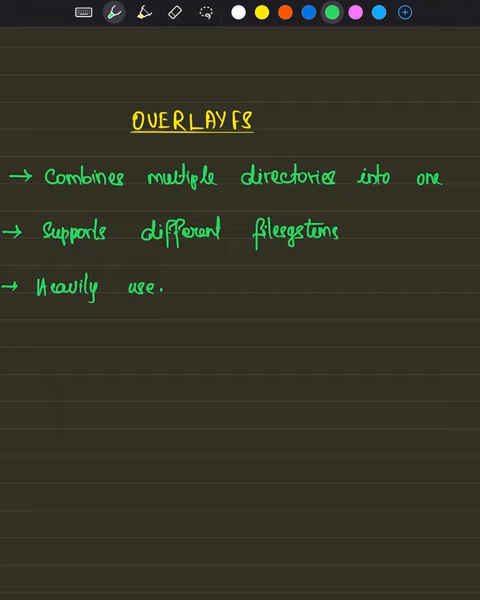 OVERLAYFS
→ Combines multiple directories into one
→ Supports different filesystems
→ Heavily use.